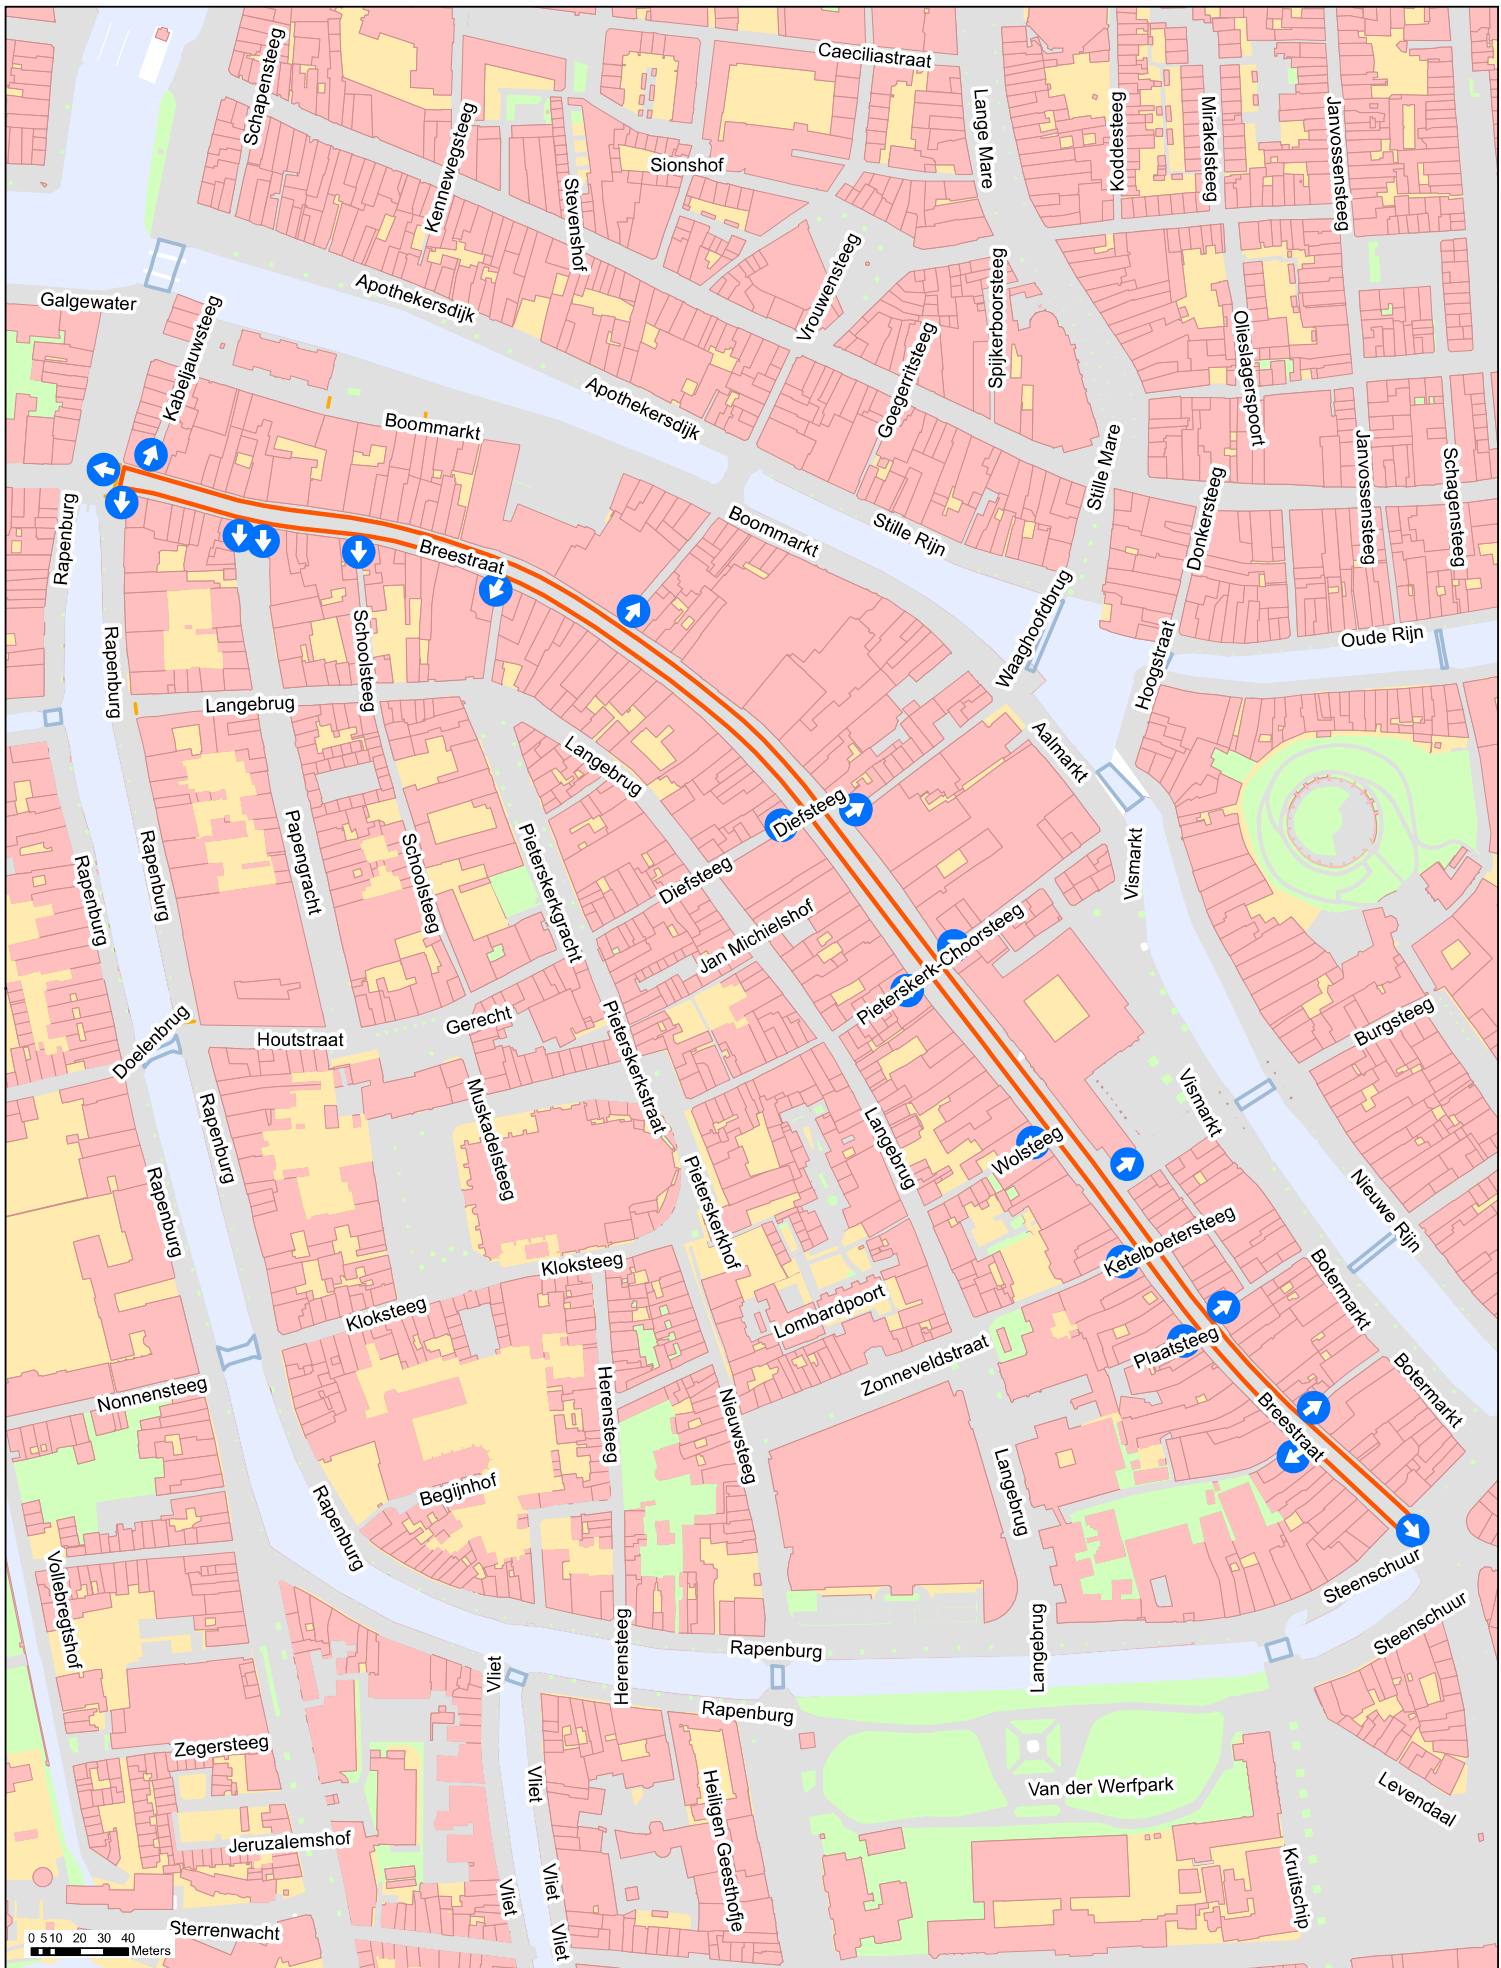 Caeciliastraat
Schapensteeg
Kennewegsteeg
Stevenshof
Sionshof
Lange Mare
Koddesteeg
Mirakelsteeg
Janvossensteeg
Galgewater
Kabeljauwsteeg
Apothekersdijk
Vrouwensteeg
Spijkerboorsteeg
Goegerritsteeg
Olieslagerspoort
Apothekersdijk
Boommarkt
Stille Mare
Janvossensteeg
Schagensteeg
Donkersteeg
Rapenburg
Breestraat
Boommarkt
Stille Rijn
Waaghoofdbrug
Hoogstraat
Oude Rijn
Rapenburg
Schoolsteeg
Langebrug
Langebrug
Aalmarkt
Diefsteeg
Vismarkt
Rapenburg
Rapenburg
Papengracht
Schoolsteeg
Pieterskerkgracht
Diefsteeg
Jan Michielshof
Pieterskerk-Choorsteeg
Burgsteeg
Doelenbrug
Houtstraat
Gerecht
Pieterskerkstraat
Muskadelsteeg
Rapenburg
Rapenburg
Langebrug
Wolsteeg
Vismarkt
Nieuwe Rijn
Pieterskerkhof
Kloksteeg
Kloksteeg
Ketelboetersteeg
Botermarkt
Lombardpoort
Zonneveldstraat
Plaatsteeg
Botermarkt
Nonnensteeg
Herensteeg
Nieuwsteeg
Breestraat
Begijnhof
Langebrug
Rapenburg
Vollebregtshof
Steenschuur
Steenschuur
Herensteeg
Rapenburg
Langebrug
Vliet
Rapenburg
Zegersteeg
Vliet
Heiligen Geesthofje
Van der Werfpark
Levendaal
Jeruzalemshof
Vliet
Vliet
Kruitschip
Sterrenwacht
Vliet
0 5 10 20 30 40
Meters